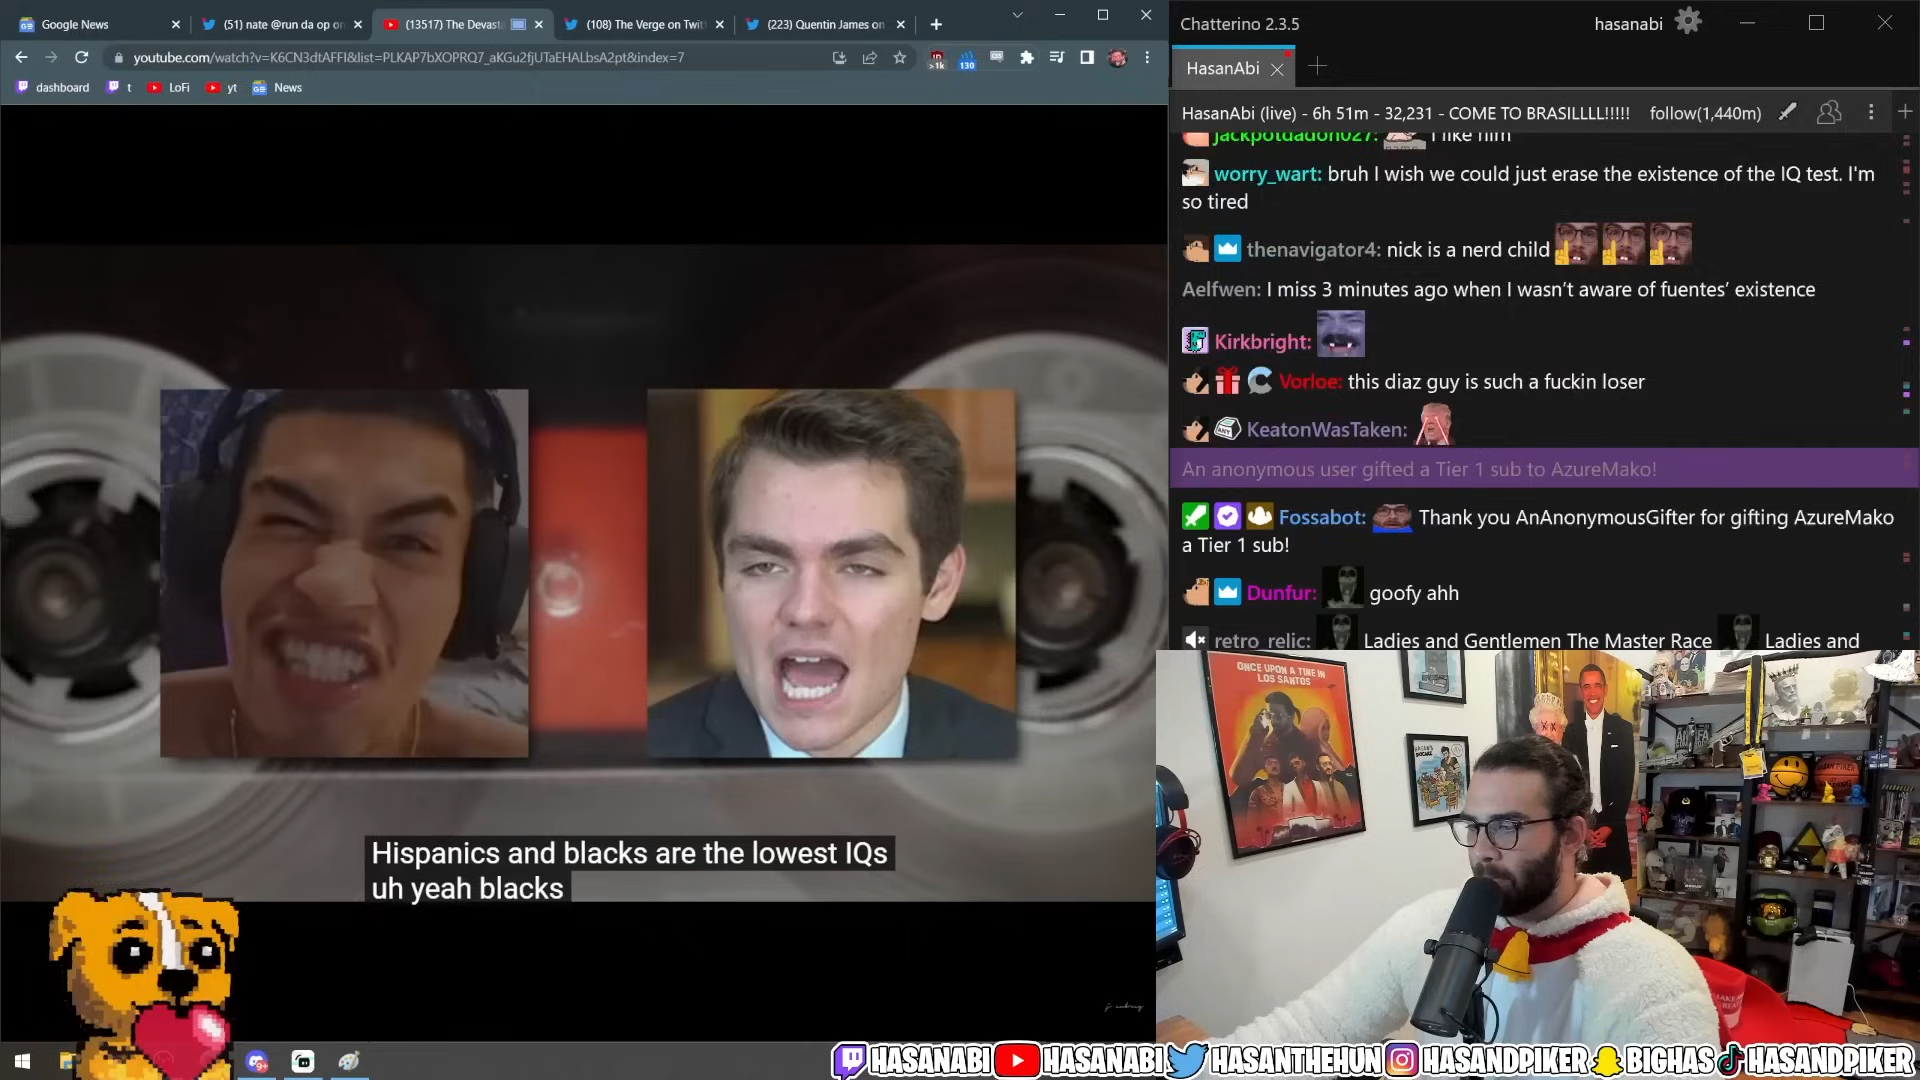 Google News
(51) nate @run da op on
(13517) The Devasta
(108) The Verge on Twitt
(223) Quentin James on
youtube.com/watch?v=K6CN3dtAFFI&list=PLKAP7bXOPRQ7_aKGu2fjUTaEHALbsA2pt&index=7
>1k
130
dashboard
t
LoFi
yt
News
Hispanics and blacks are the lowest IQs
uh yeah blacks
Chatterino 2.3.5
hasanabi
HasanAbi
HasanAbi (live) - 6h 51m - 32,231 - COME TO BRASILLLL!!!!!
follow(1,440m)
jackpotdadon027: I like him
worry_wart: bruh I wish we could just erase the existence of the IQ test. I'm
so tired
thenavigator4: nick is a nerd child
Aelfwen: I miss 3 minutes ago when I wasn't aware of fuentes' existence
Kirkbright:
Vorloe: this diaz guy is such a fuckin loser
KeatonWasTaken:
An anonymous user gifted a Tier 1 sub to AzureMako!
Fossabot: Thank you AnAnonymousGifter for gifting AzureMako
a Tier 1 sub!
Dunfur: goofy ahh
retro_relic: Ladies and Gentlemen The Master Race Ladies and
ONCE UPON A TIME IN
LOS SANTOS
HASANABI HASANABI HASANTHEHUN HASANDPIKER BIGHAS HASANDPIKER